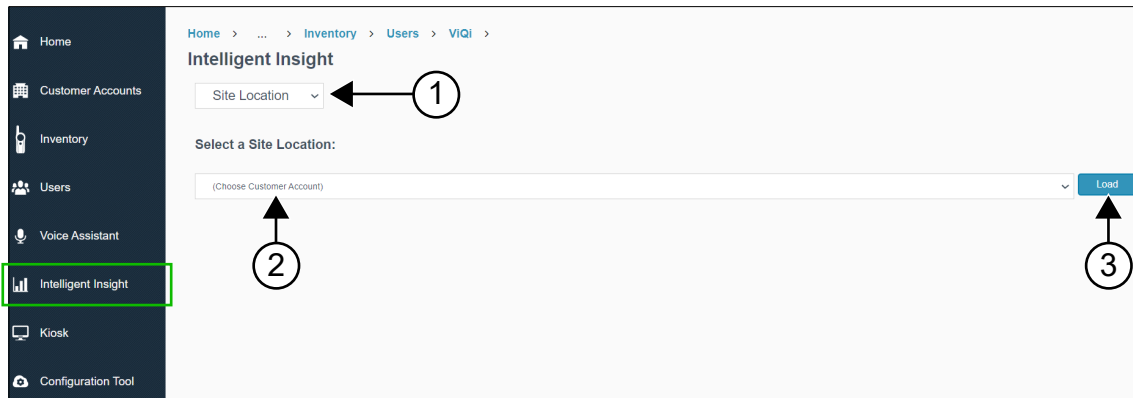 Home
Customer Accounts
Inventory
Users
Voice Assistant
Intelligent Insight
Kiosk
Configuration Tool
Home > ... > Inventory > Users > ViQi >
Intelligent Insight
Site Location
1
Select a Site Location:
(Choose Customer Account)
Load
2
3